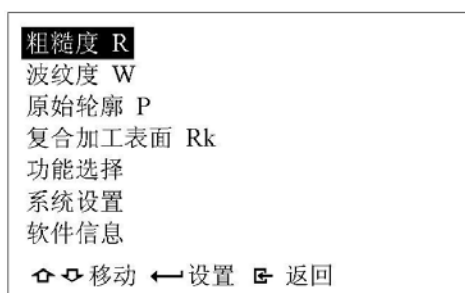 粗糙度 R
波纹度 W
原始轮廓 P
复合加工表面 Rk
功能选择
系统设置
软件信息
移动 设置 返回